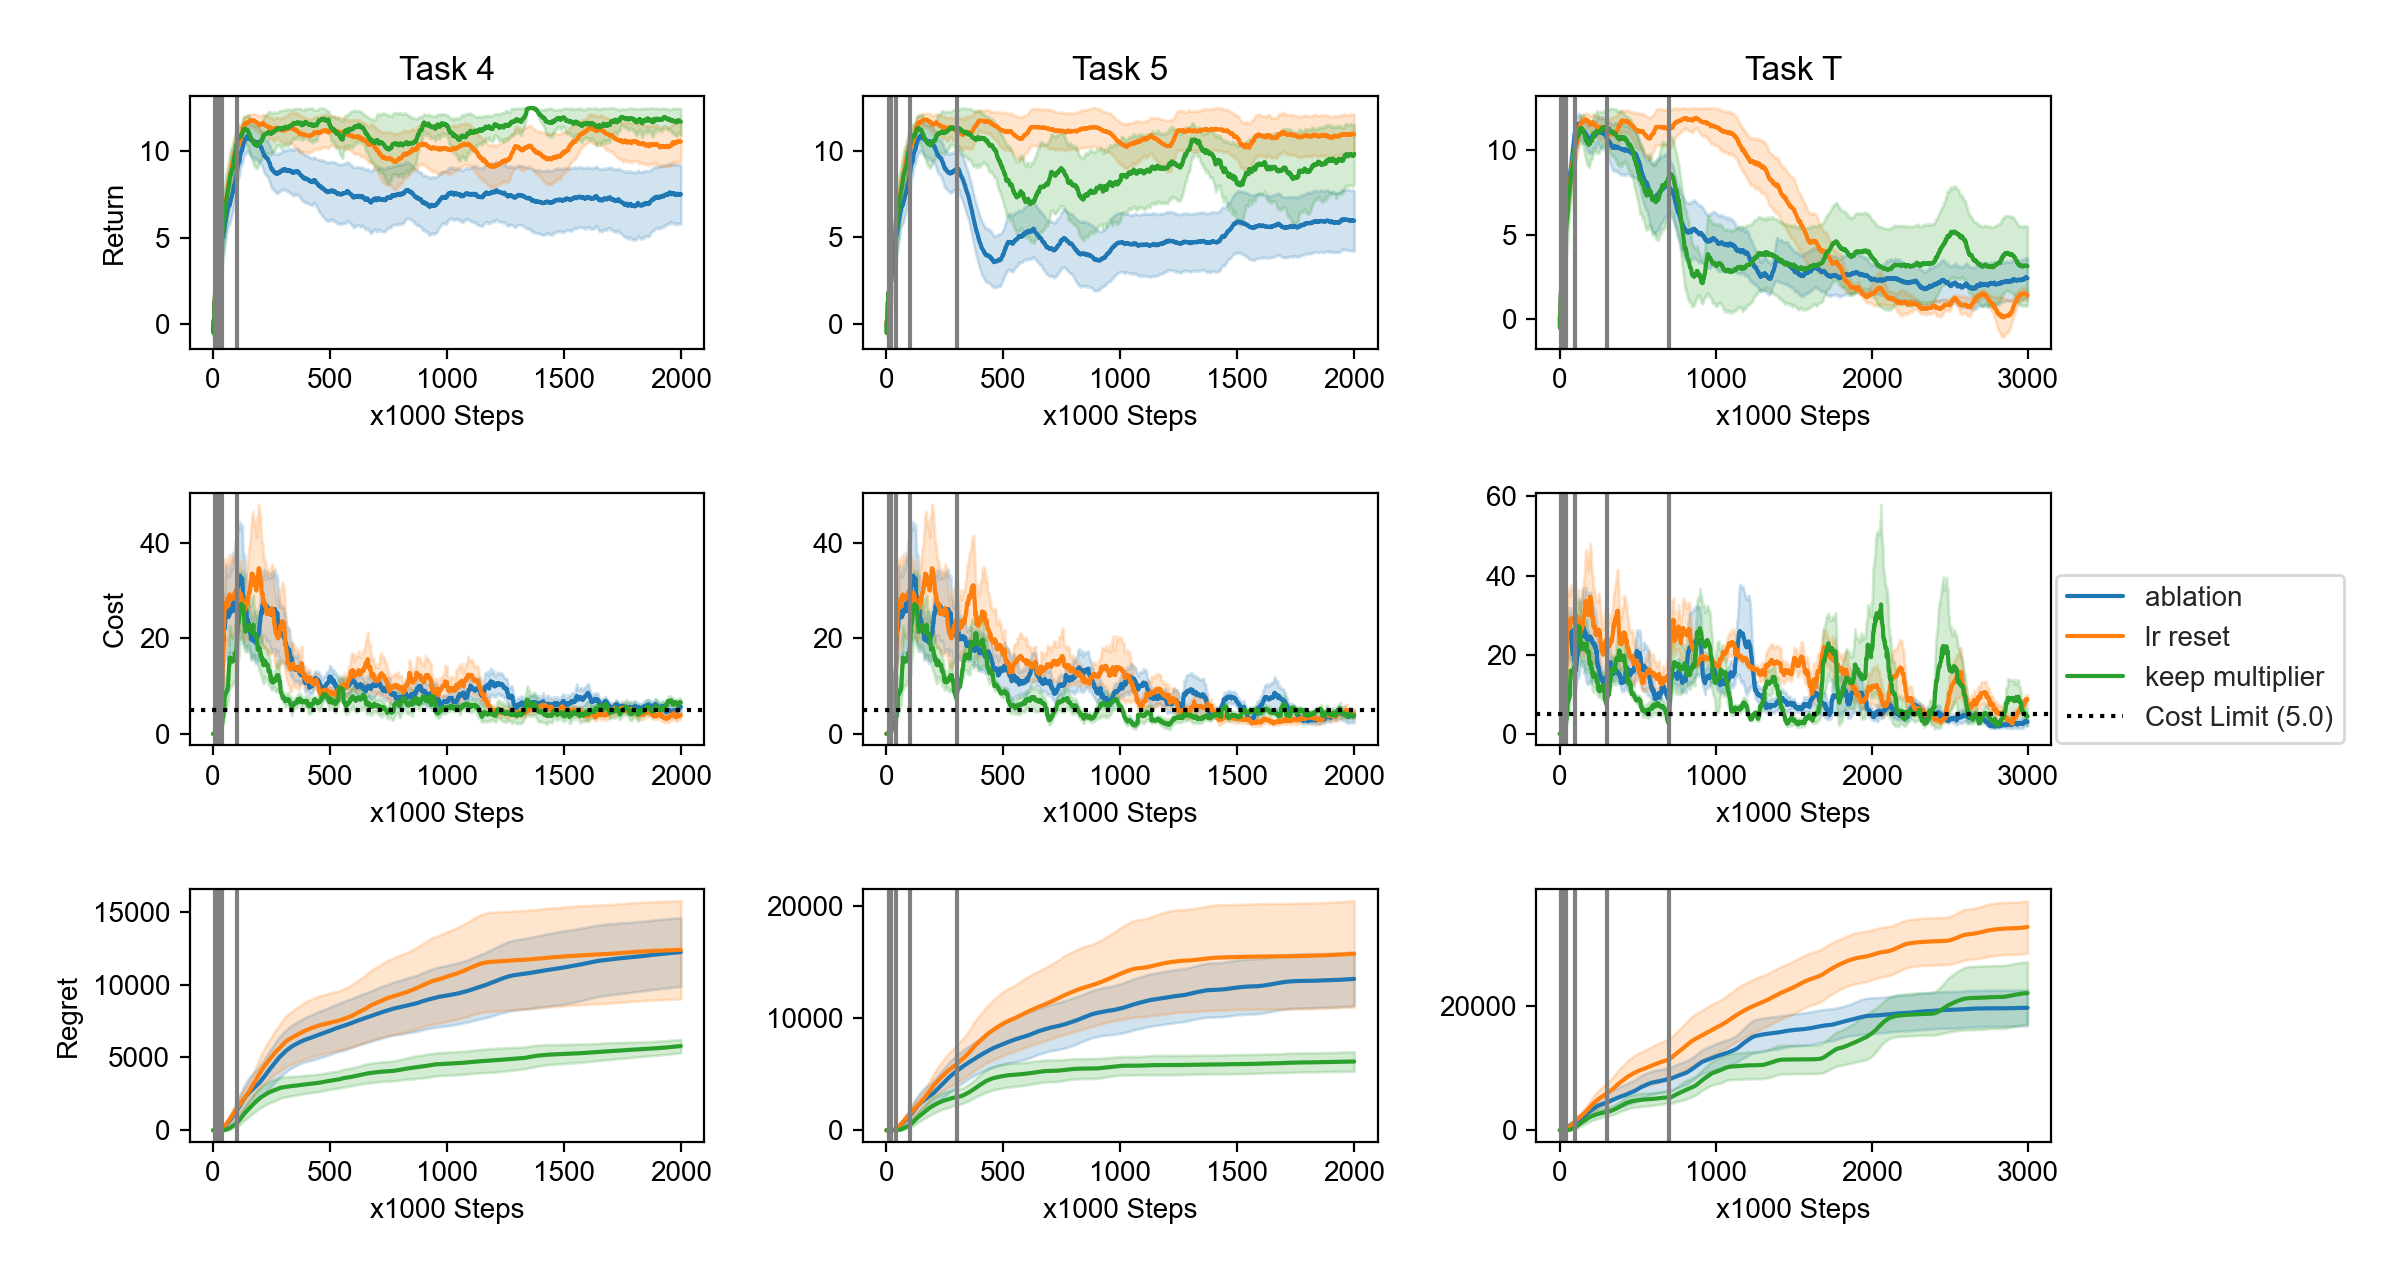 Task 4
Task 5
Task T
Return
10
5
0
0 500 1000 1500 2000
x1000 Steps
10
5
0
0 500 1000 1500 2000
x1000 Steps
10
5
0
0 1000 2000 3000
x1000 Steps
Cost
40
20
0
0 500 1000 1500 2000
x1000 Steps
40
20
0
0 500 1000 1500 2000
x1000 Steps
60
40
20
0
0 1000 2000 3000
x1000 Steps
ablation
lr reset
keep multiplier
Cost Limit (5.0)
Regret
15000
10000
5000
0
0 500 1000 1500 2000
x1000 Steps
20000
10000
0
0 500 1000 1500 2000
x1000 Steps
20000
0
0 1000 2000 3000
x1000 Steps